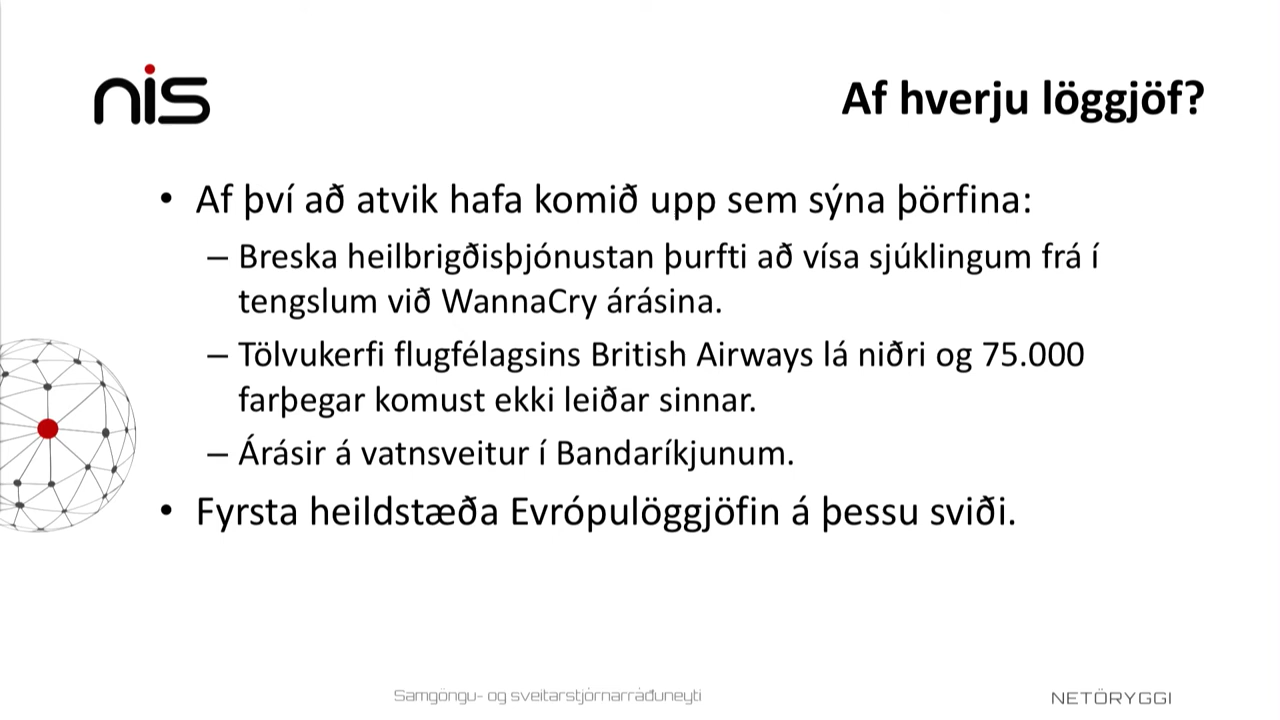 nis
Af hverju löggjöf?
• Af því að atvik hafa komið upp sem sýna þörfina:
– Breska heilbrigðisþjónustan þurfti að vísa sjúklingum frá í
tengslum við WannaCry árásina.
– Tölvukerfi flugfélagsins British Airways lá niðri og 75.000
farþegar komust ekki leiðar sinnar.
– Árásir á vatnsveitur í Bandaríkjunum.
• Fyrsta heildstæða Evrópulöggjöfin á þessu sviði.
Samgöngu- og sveitarstjórnarráðuneyti
NETÖRYGGI